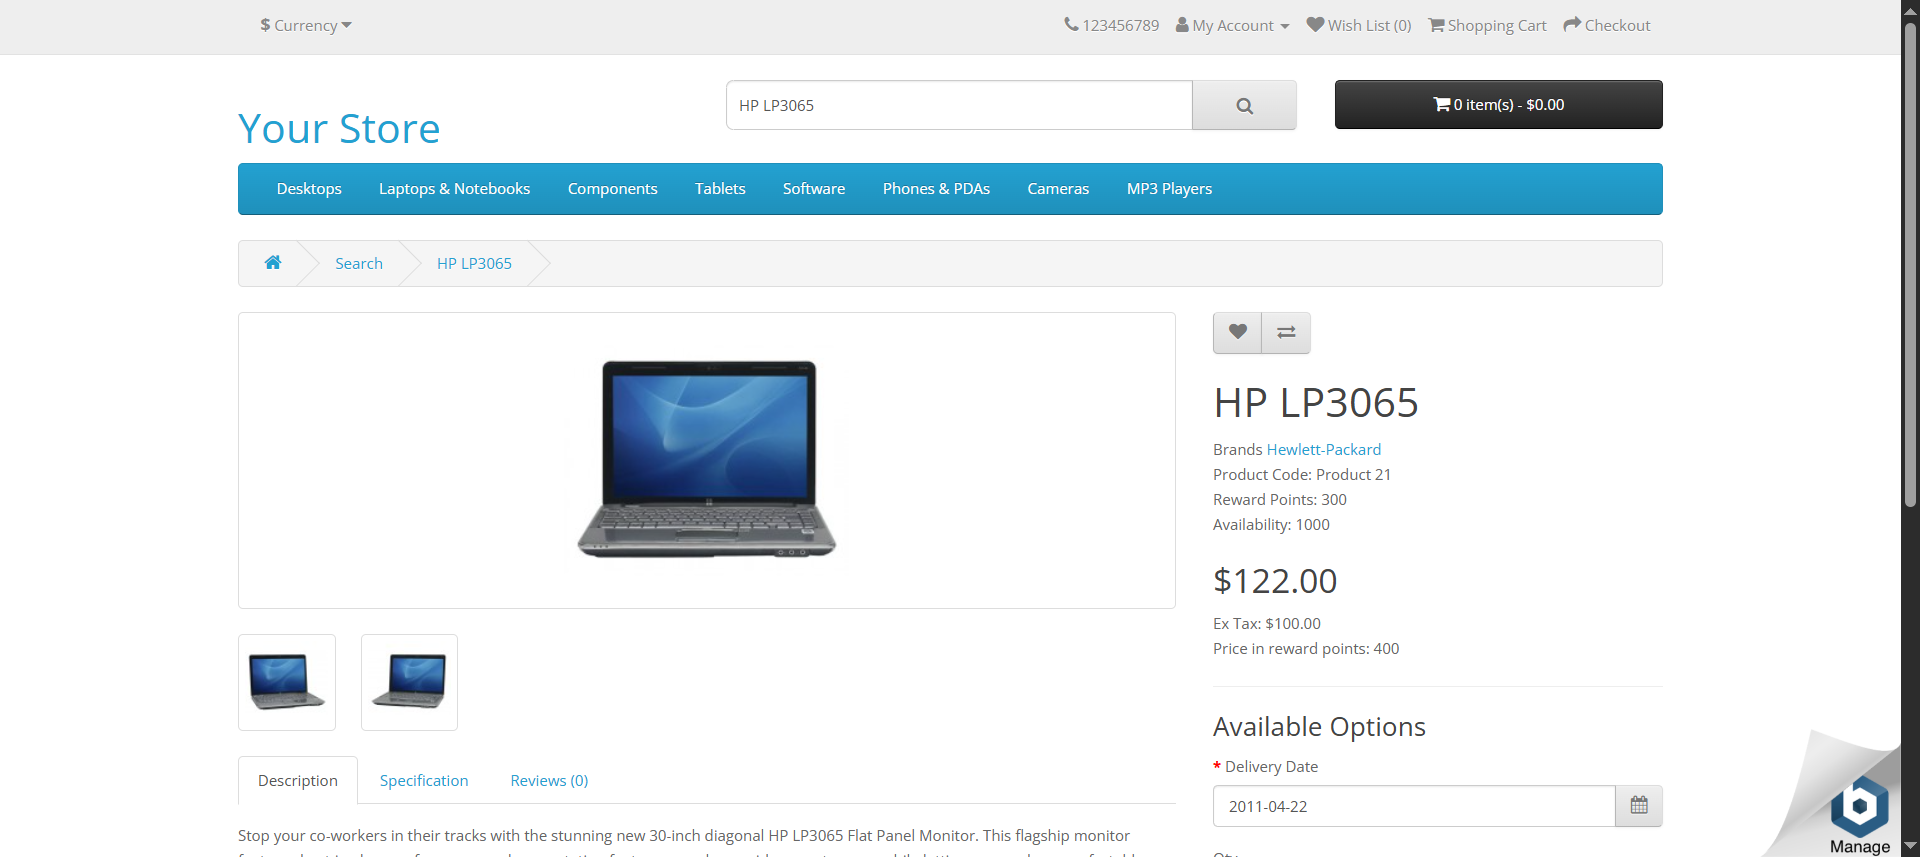 $ Currency
123456789 My Account Wish List (0) Shopping Cart Checkout
Your Store
HP LP3065
0 item(s) - $0.00
Desktops Laptops & Notebooks Components Tablets Software Phones & PDAs Cameras MP3 Players
Search HP LP3065
HP LP3065
Brands Hewlett-Packard
Product Code: Product 21
Reward Points: 300
Availability: 1000
$122.00
Ex Tax: $100.00
Price in reward points: 400
Available Options
* Delivery Date
2011-04-22
Description Specification Reviews (0)
Stop your co-workers in their tracks with the stunning new 30-inch diagonal HP LP3065 Flat Panel Monitor. This flagship monitor
b
Manage